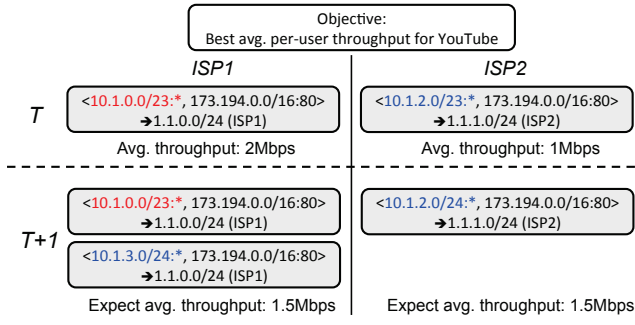 Objective:
Best avg. per-user throughput for YouTube
ISP1
ISP2
T
<10.1.0.0/23:*, 173.194.0.0/16:80>
➔1.1.0.0/24 (ISP1)
<10.1.2.0/23:*, 173.194.0.0/16:80>
➔1.1.1.0/24 (ISP2)
Avg. throughput: 2Mbps
Avg. throughput: 1Mbps
T+1
<10.1.0.0/23:*, 173.194.0.0/16:80>
➔1.1.0.0/24 (ISP1)
<10.1.2.0/24:*, 173.194.0.0/16:80>
➔1.1.1.0/24 (ISP2)
<10.1.3.0/24:*, 173.194.0.0/16:80>
➔1.1.0.0/24 (ISP1)
Expect avg. throughput: 1.5Mbps
Expect avg. throughput: 1.5Mbps